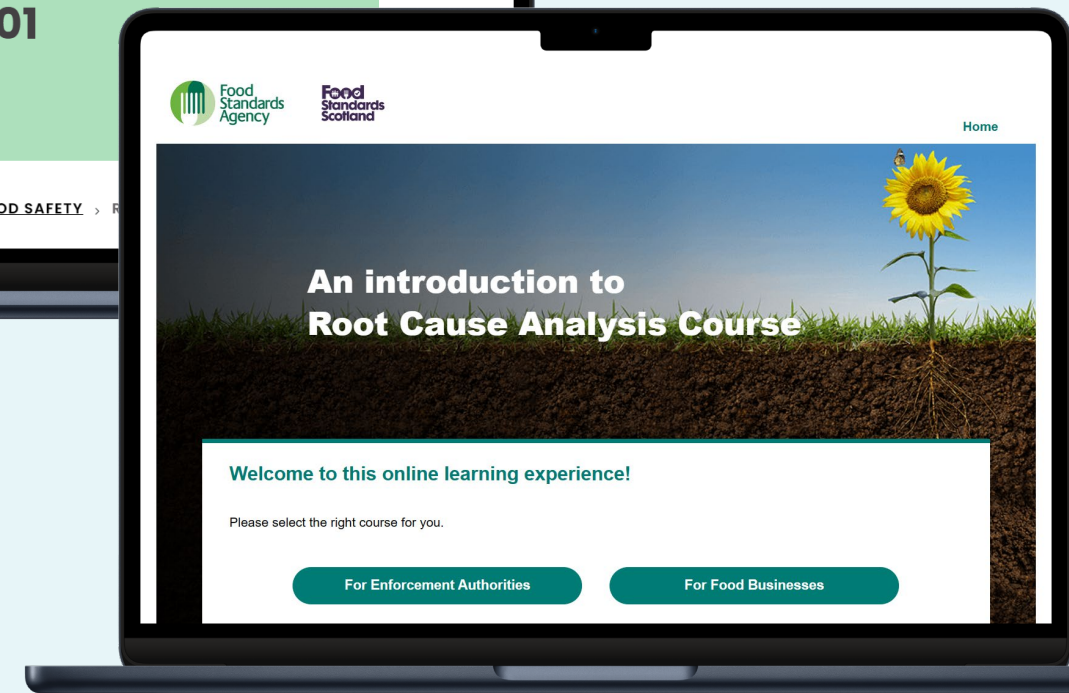 01
OD SAFETY > R
Food
Standards
Agency
Food
Standards
Scotland
Home
An introduction to
Root Cause Analysis Course
Welcome to this online learning experience!
Please select the right course for you.
For Enforcement Authorities
For Food Businesses